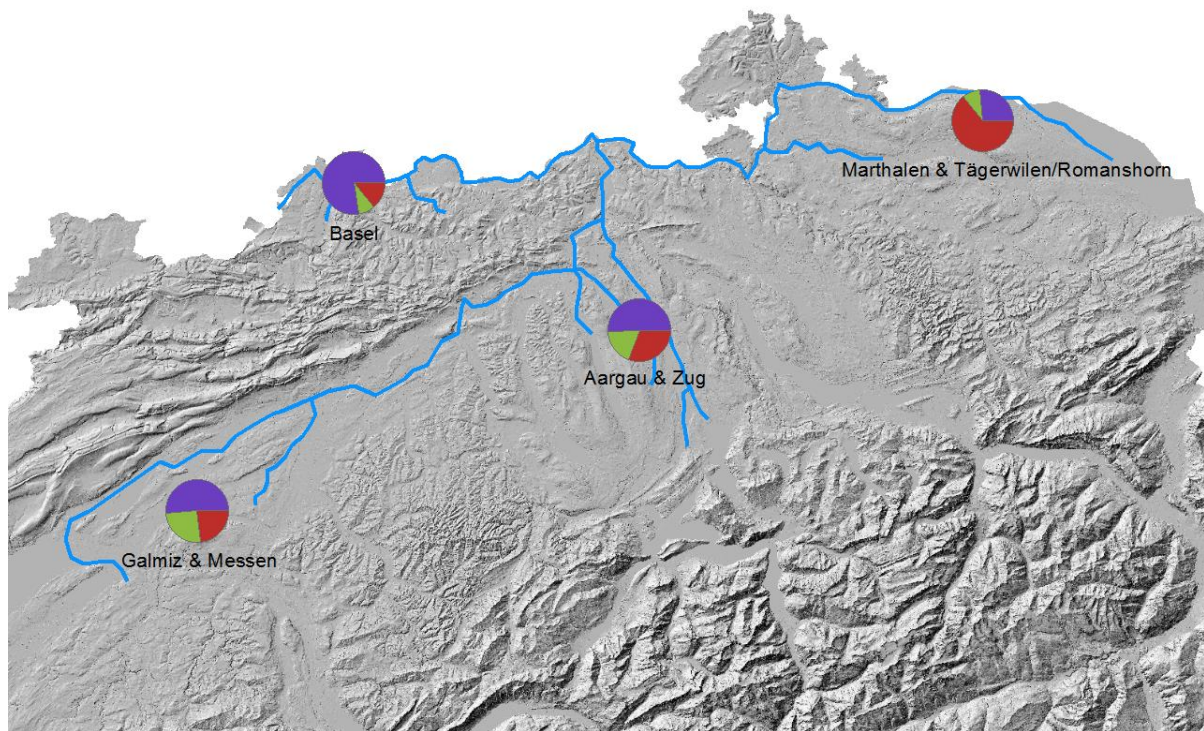 Marthalen & Tägerwilen/Romanshorn
Basel
Aargau & Zug
Galmiz & Messen